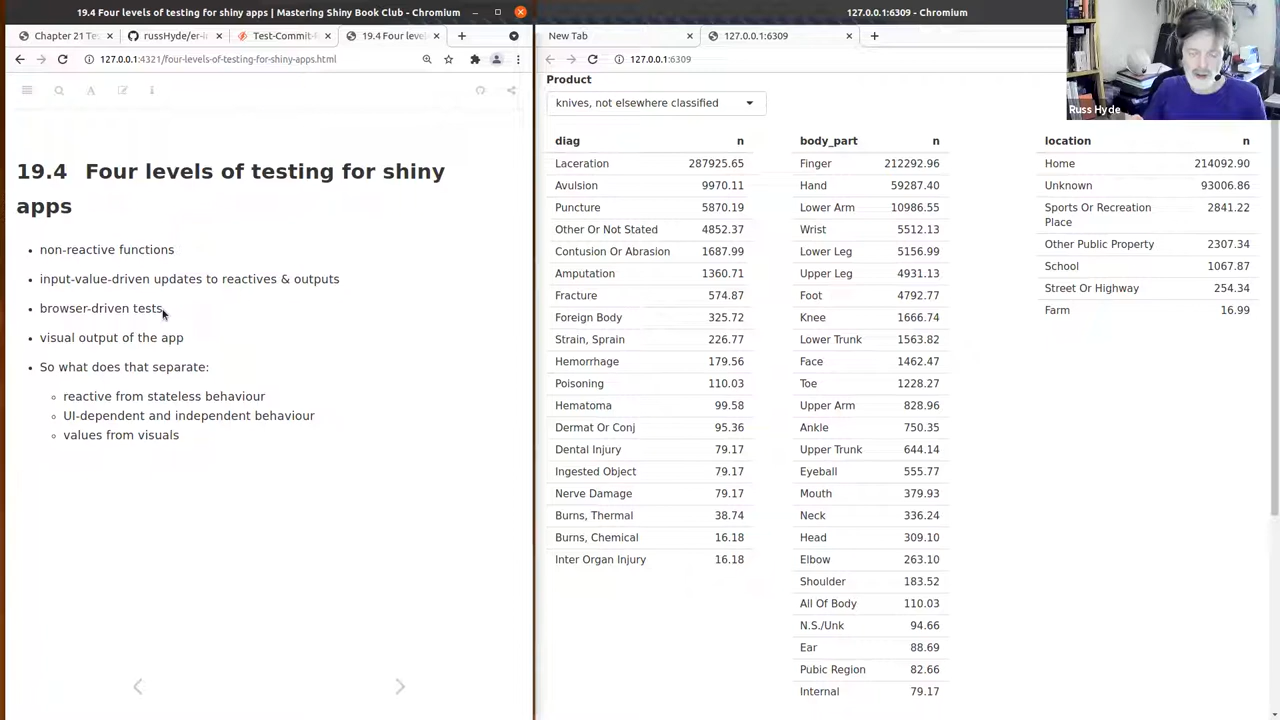 19.4 Four levels of testing for shiny apps | Mastering Shiny Book Club - Chromium
127.0.0.1:6309 - Chromium
Chapter 21 Te
russHyde/er-l
Test-Commit-
19.4 Four leve
New Tab
127.0.0.1:6309
127.0.0.1:4321/four-levels-of-testing-for-shiny-apps.html
127.0.0.1:6309
Russ Hyde
19.4 Four levels of testing for shiny
apps
non-reactive functions
input-value-driven updates to reactives & outputs
browser-driven tests
visual output of the app
So what does that separate:
reactive from stateless behaviour
UI-dependent and independent behaviour
values from visuals
Product
knives, not elsewhere classified
diag n
Laceration 287925.65
Avulsion 9970.11
Puncture 5870.19
Other Or Not Stated 4852.37
Contusion Or Abrasion 1687.99
Amputation 1360.71
Fracture 574.87
Foreign Body 325.72
Strain, Sprain 226.77
Hemorrhage 179.56
Poisoning 110.03
Hematoma 99.58
Dermat Or Conj 95.36
Dental Injury 79.17
Ingested Object 79.17
Nerve Damage 79.17
Burns, Thermal 38.74
Burns, Chemical 16.18
Inter Organ Injury 16.18
body_part n
Finger 212292.96
Hand 59287.40
Lower Arm 10986.55
Wrist 5512.13
Lower Leg 5156.99
Upper Leg 4931.13
Foot 4792.77
Knee 1666.74
Lower Trunk 1563.82
Face 1462.47
Toe 1228.27
Upper Arm 828.96
Ankle 750.35
Upper Trunk 644.14
Eyeball 555.77
Mouth 379.93
Neck 336.24
Head 309.10
Elbow 263.10
Shoulder 183.52
All Of Body 110.03
N.S./Unk 94.66
Ear 88.69
Pubic Region 82.66
Internal 79.17
location n
Home 214092.90
Unknown 93006.86
Sports Or Recreation 2841.22
Place
Other Public Property 2307.34
School 1067.87
Street Or Highway 254.34
Farm 16.99